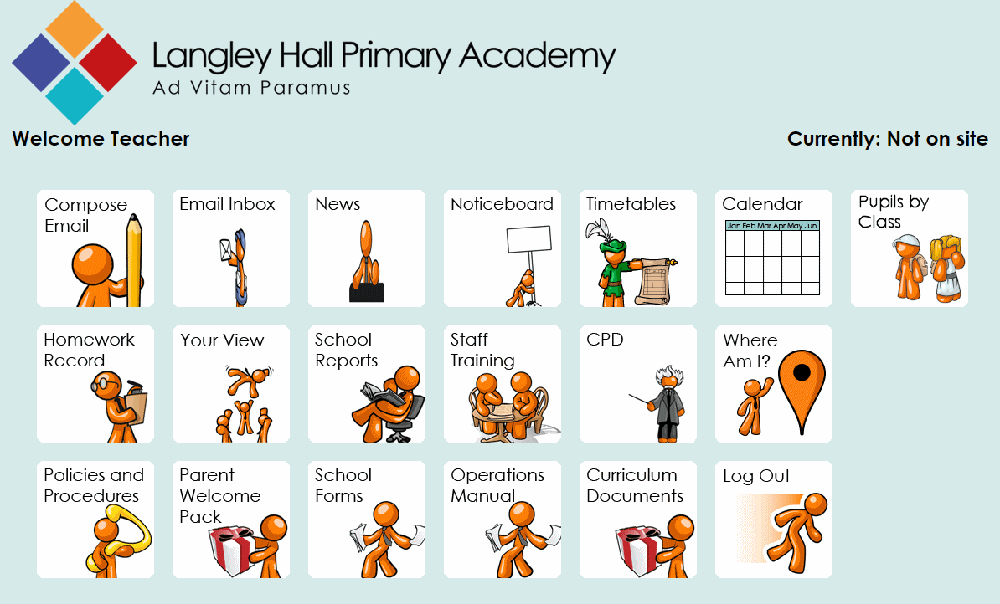 Langley Hall Primary Academy
Ad Vitam Paramus
Welcome Teacher
Currently: Not on site
Compose
Email
Email Inbox
News
Noticeboard
Timetables
Calendar
Jan Feb Mar Apr May Jun
Pupils by
Class
Homework
Record
Your View
School
Reports
Staff
Training
CPD
Where
Am I?
Policies and
Procedures
Parent
Welcome
Pack
School
Forms
Operations
Manual
Curriculum
Documents
Log Out